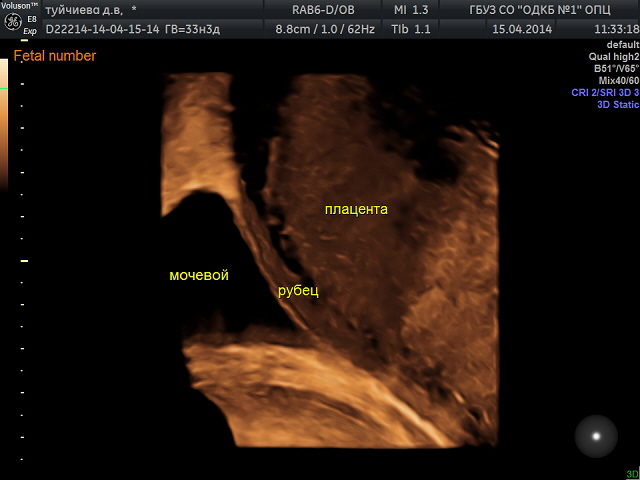 Voluson™
E8
Exp
туйчиева д.в, *
RAB6-D/OB
MI 1.3
ГБУЗ СО "ОДКБ №1" ОПЦ
D22214-14-04-15-14 ГВ=33н3д
8.8cm / 1.0 / 62Hz
TIb 1.1
15.04.2014
11:33:18
Fetal number
default
Qual high2
B51°/V65°
Mix40/60
CRI 2/SRI 3D 3
3D Static
плацента
мочевой
рубец
3D